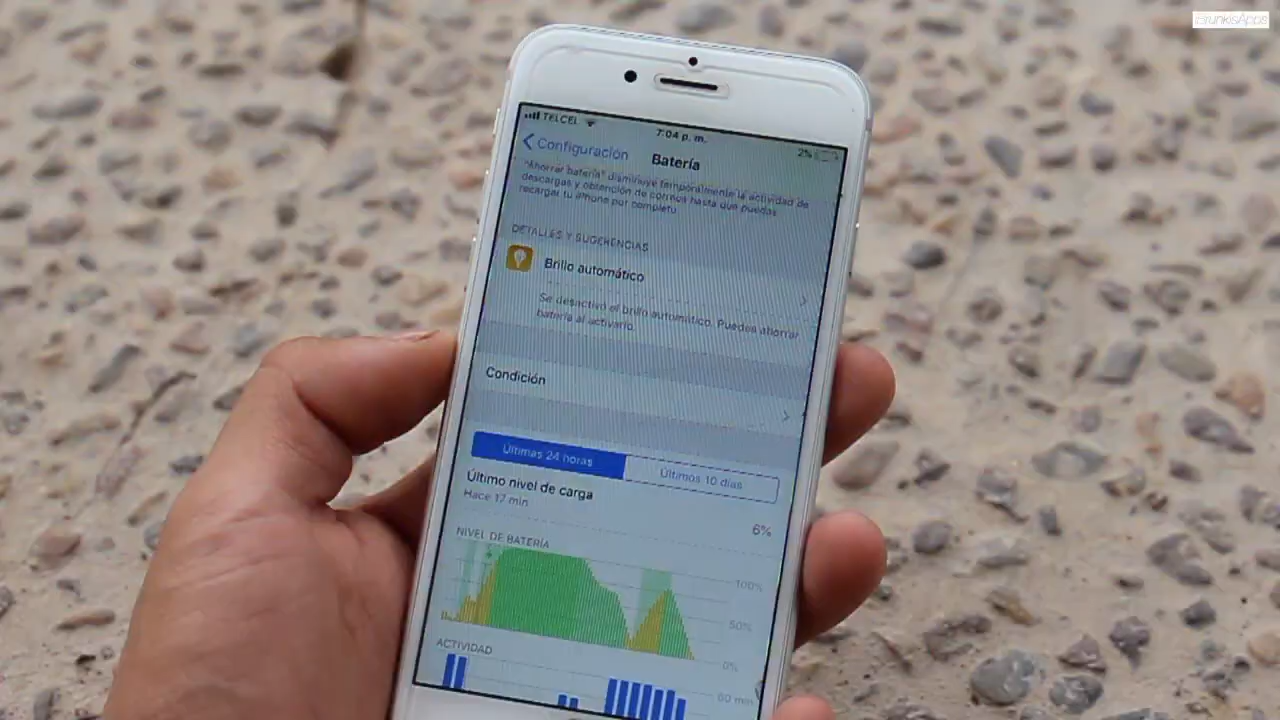 iBrunkisApps
TELCEL
7:04 p. m.
2%
Configuración
Batería
"Ahorrar batería" disminuye temporalmente la actividad de
descargas y obtención de correos hasta que puedas
recargar tu iPhone por completo.
DETALLES Y SUGERENCIAS
Brillo automático
Se desactivó el brillo automático. Puedes ahorrar
batería al activarlo.
Condición
Últimas 24 horas
Últimos 10 días
Último nivel de carga
Hace 17 min
6%
NIVEL DE BATERÍA
100%
50%
0%
ACTIVIDAD
60 min